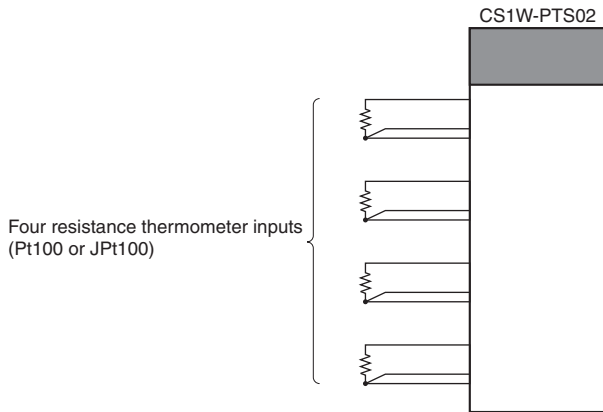 CS1W-PTS02
Four resistance thermometer inputs
(Pt100 or JPt100)